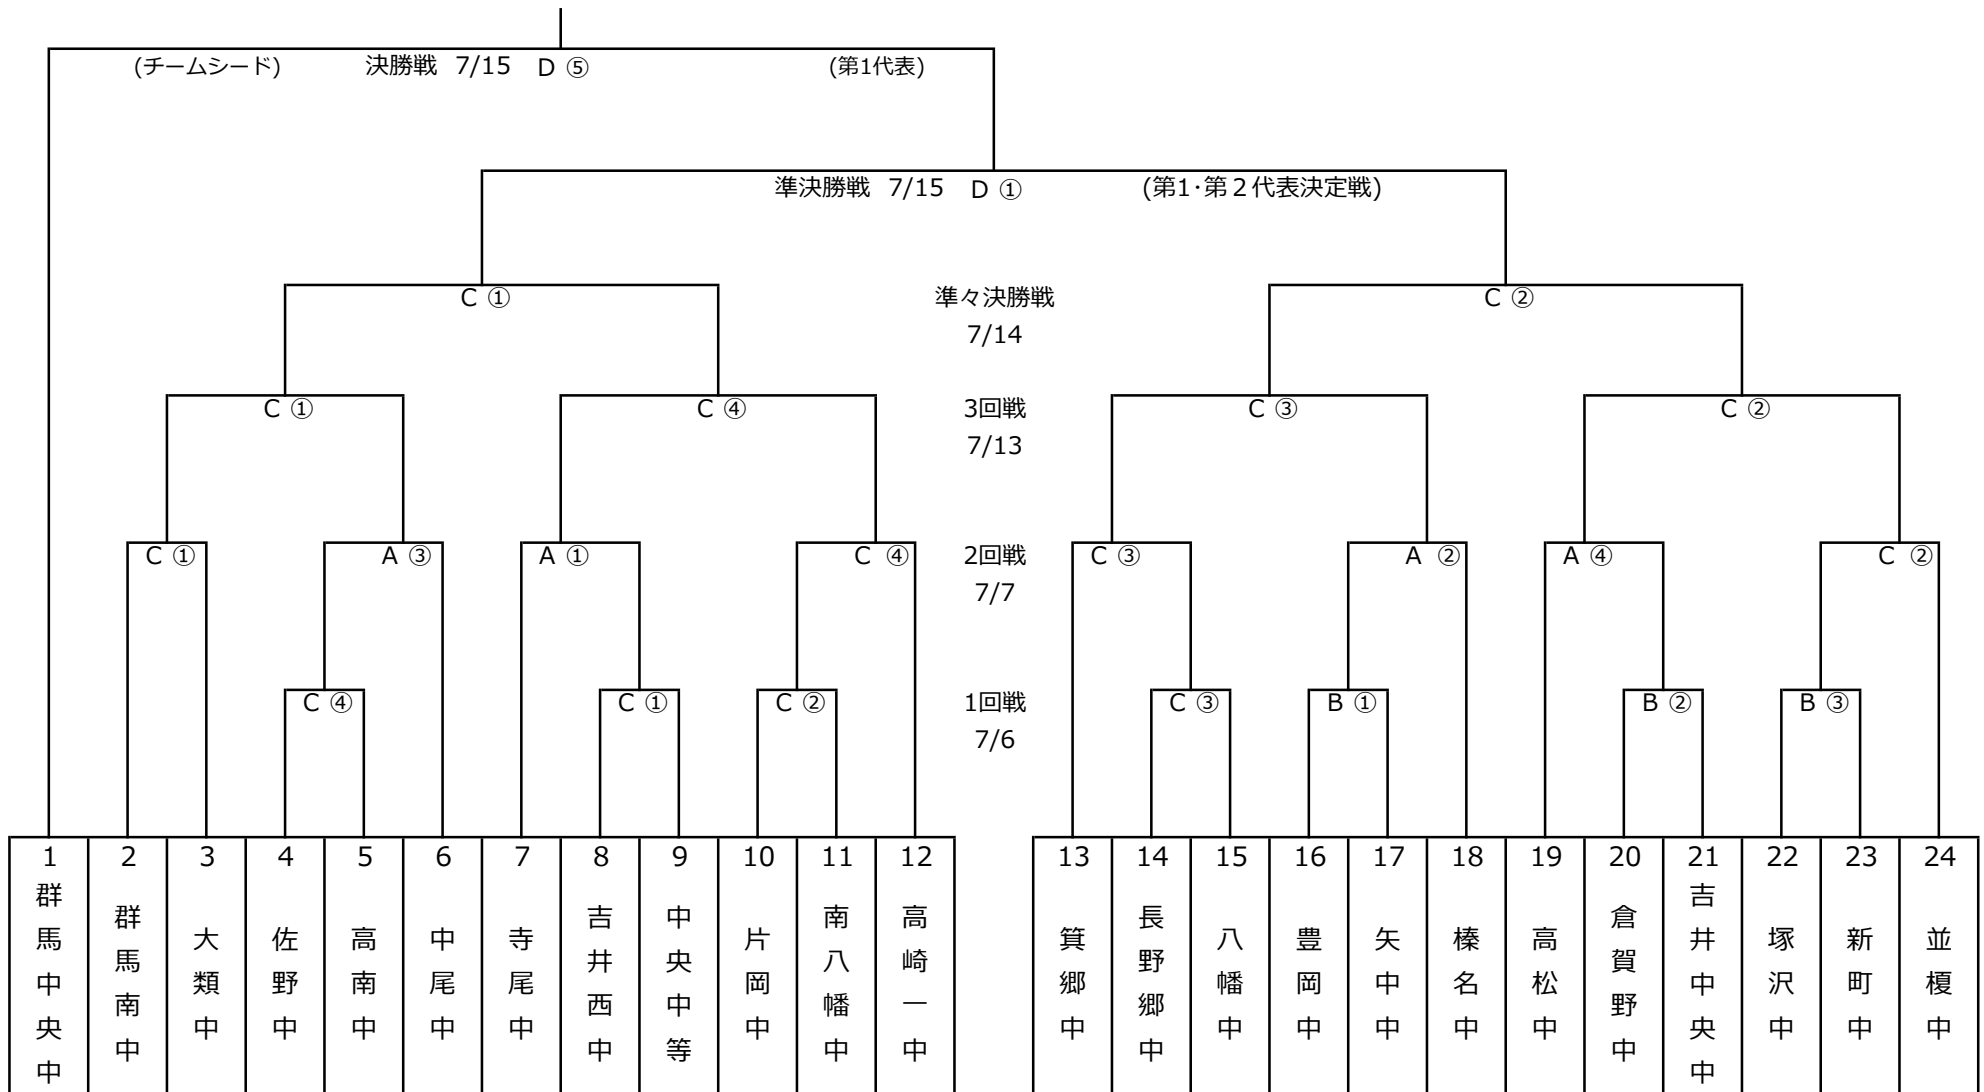 (チームシード) 決勝戦 7/15 D ⑤ (第1代表)
準決勝戦 7/15 D ① (第1・第2代表決定戦)
C ① 準々決勝戦 C ②
7/14
C ① C ④ 3回戦 C ③ C ②
7/13
C ① A ③ A ① C ④ 2回戦 C ③ A ② A ④ C ②
7/7
C ④ C ① C ② 1回戦 C ③ B ① B ② B ③
7/6
1 2 3 4 5 6 7 8 9 10 11 12 13 14 15 16 17 18 19 20 21 22 23 24
群馬中央中
群馬南中
大類中
佐野中
高南中
中尾中
寺尾中
吉井西中
中央中等
片岡中
南八幡中
高崎一中
箕郷中
長野郷中
八幡中
豊岡中
矢中中
榛名中
高松中
倉賀野中
吉井中央中
塚沢中
新町中
並榎中